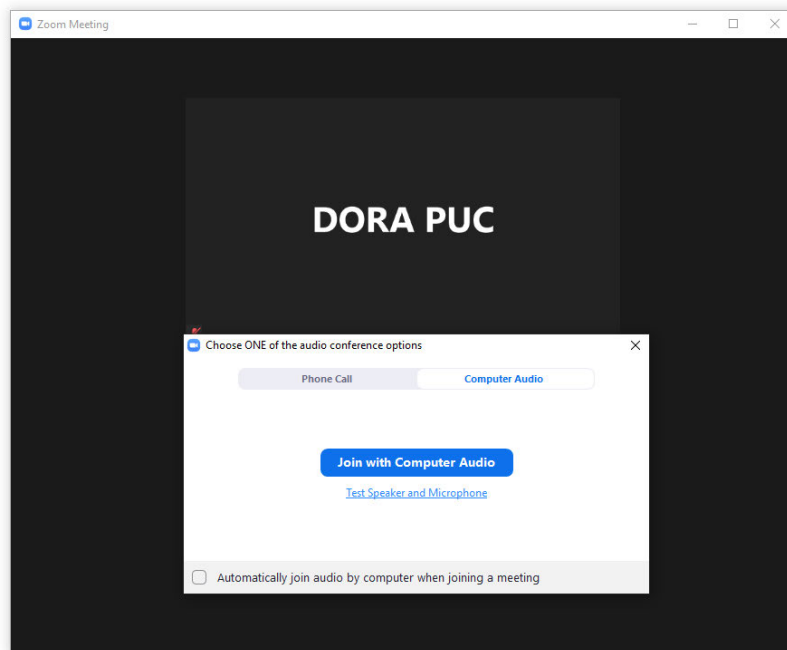 Zoom Meeting
DORA PUC
Choose ONE of the audio conference options
Phone Call
Computer Audio
Join with Computer Audio
Test Speaker and Microphone
Automatically join audio by computer when joining a meeting